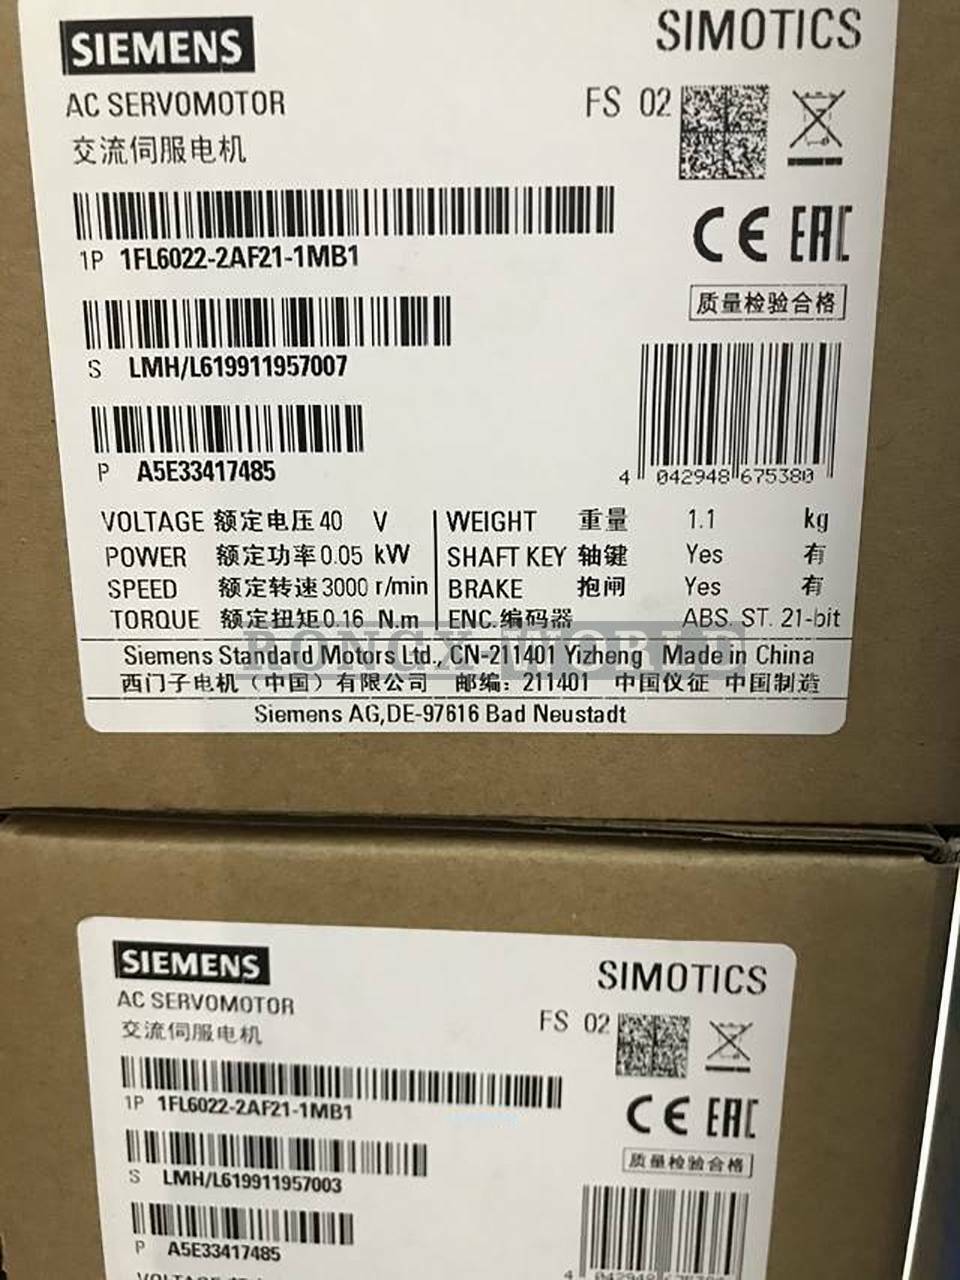 SIEMENS
SIMOTICS
AC SERVOMOTOR
FS 02
交流伺服电机
1P 1FL6022-2AF21-1MB1
CE EAC
质量检验合格
S LMH/L619911957007
P A5E33417485
4 042948 675380
VOLTAGE 额定电压 40 V WEIGHT 重量 1.1 kg
POWER 额定功率 0.05 kW SHAFT KEY 轴键 Yes 有
SPEED 额定转速 3000 r/min BRAKE 抱闸 Yes 有
TORQUE 额定扭矩 0.16 N.m ENC.编码器 ABS. ST. 21-bit
RONGX-WORLD
Siemens Standard Motors Ltd., CN-211401 Yizheng Made in China
西门子电机（中国）有限公司 邮编：211401 中国仪征 中国制造
Siemens AG,DE-97616 Bad Neustadt
SIEMENS
SIMOTICS
AC SERVOMOTOR
FS 02
交流伺服电机
1P 1FL6022-2AF21-1MB1
CE EAC
质量检验合格
S LMH/L619911957003
P A5E33417485